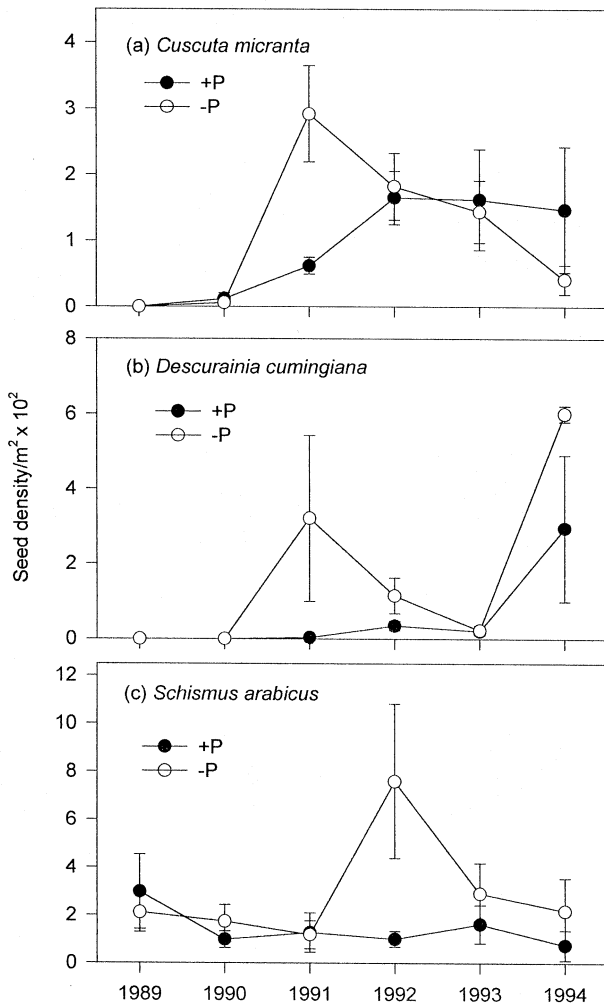 Seed density/m² x 10²
4
3
2
1
0
(a) Cuscuta micranta
+P
-P
8
6
4
2
0
(b) Descurainia cumingiana
+P
-P
12
10
8
6
4
2
0
(c) Schismus arabicus
+P
-P
1989 1990 1991 1992 1993 1994